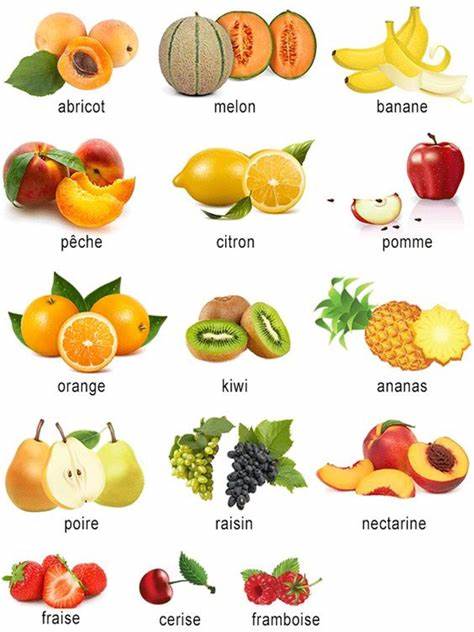 abricot
melon
banane
pêche
citron
pomme
orange
kiwi
ananas
poire
raisin
nectarine
fraise
cerise
framboise